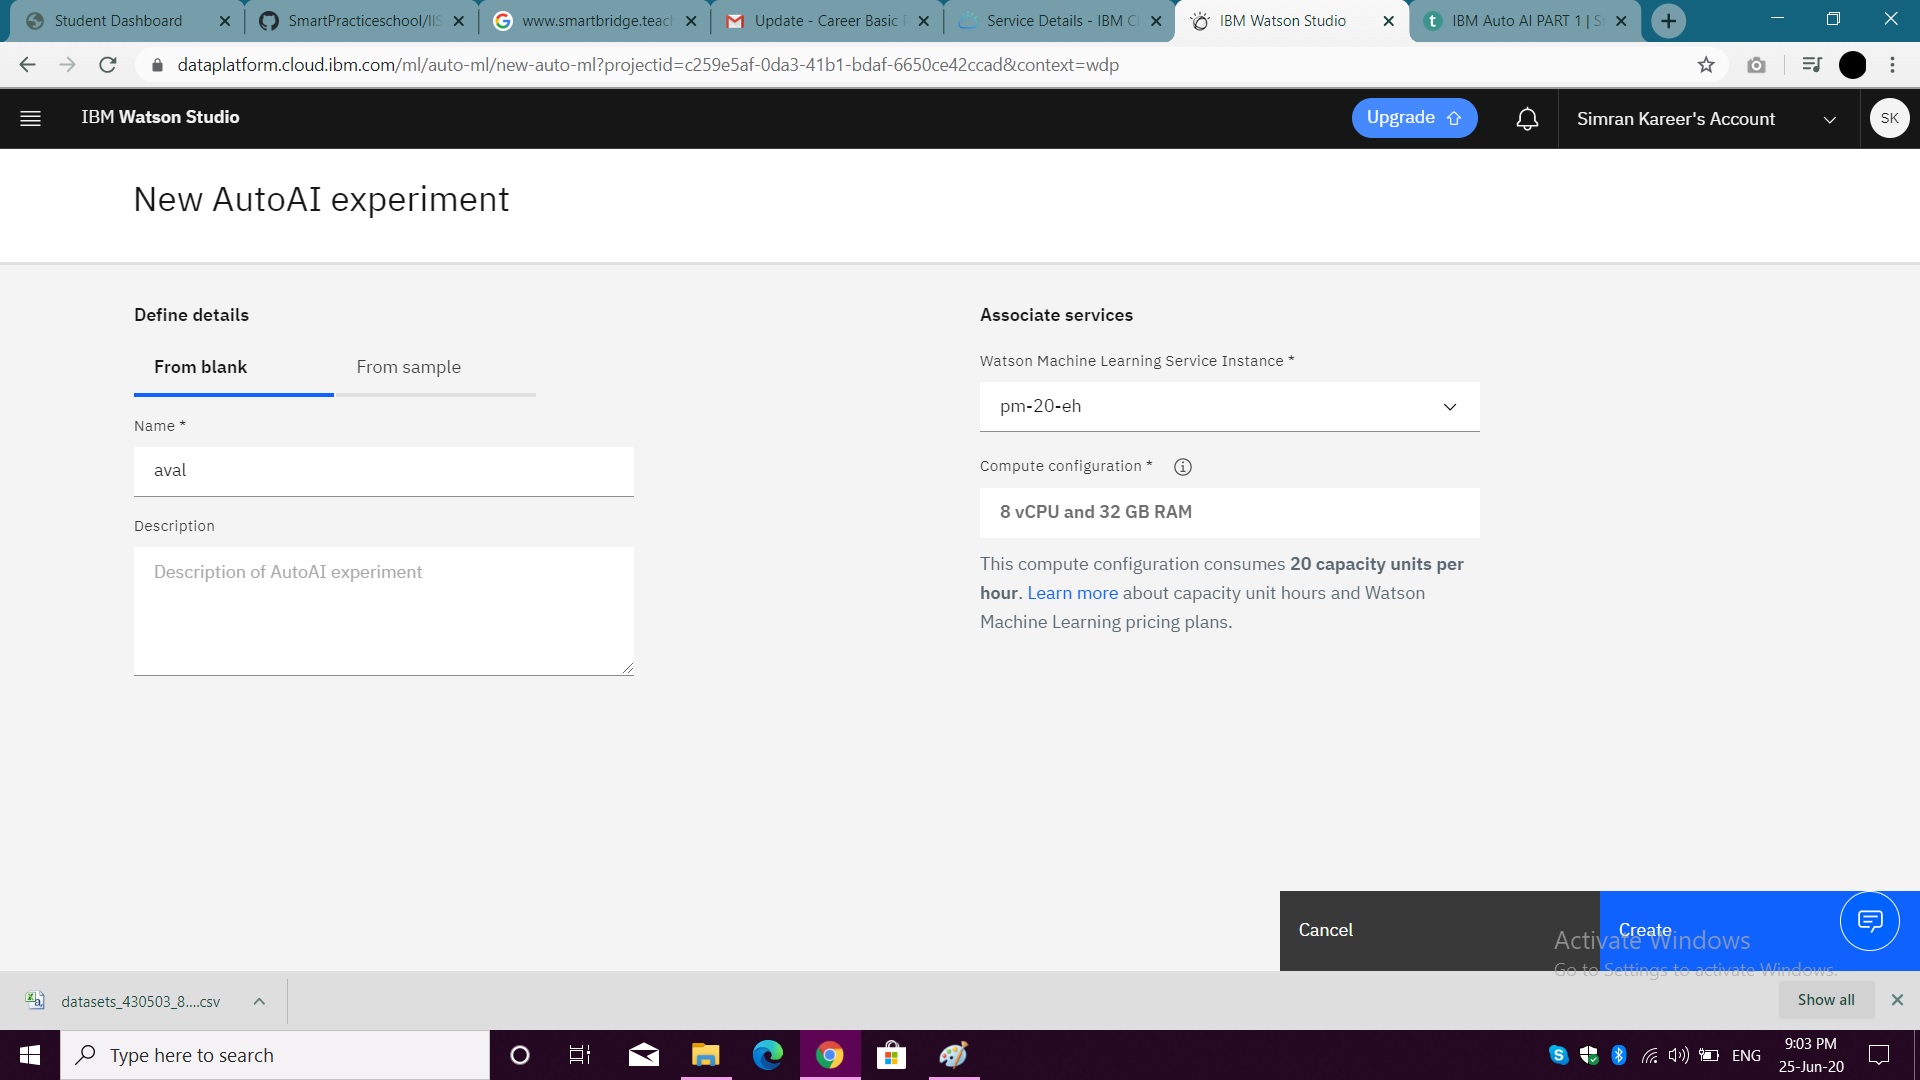 Student Dashboard
SmartPracticeschool/IIS
www.smartbridge.teach
Update - Career Basic
Service Details - IBM Cl
IBM Watson Studio
IBM Auto AI PART 1 | S
dataplatform.cloud.ibm.com/ml/auto-ml/new-auto-ml?projectid=c259e5af-0da3-41b1-bdaf-6650ce42ccad&context=wdp
IBM Watson Studio
Upgrade
Simran Kareer's Account
SK
New AutoAI experiment
Define details
From blank
From sample
Name *
aval
Description
Description of AutoAI experiment
Associate services
Watson Machine Learning Service Instance *
pm-20-eh
Compute configuration *
8 vCPU and 32 GB RAM
This compute configuration consumes 20 capacity units per
hour. Learn more about capacity unit hours and Watson
Machine Learning pricing plans.
Cancel
Create
Activate Windows
Go to Settings to activate Windows.
datasets_430503_8....csv
Show all
Type here to search
ENG
9:03 PM
25-Jun-20